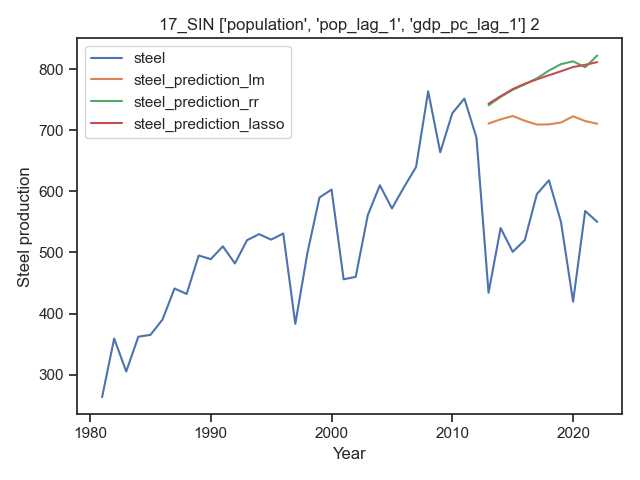 17_SIN ['population', 'pop_lag_1', 'gdp_pc_lag_1'] 2
steel
steel_prediction_lm
steel_prediction_rr
steel_prediction_lasso
Steel production
800
700
600
500
400
300
1980 1990 2000 2010 2020
Year